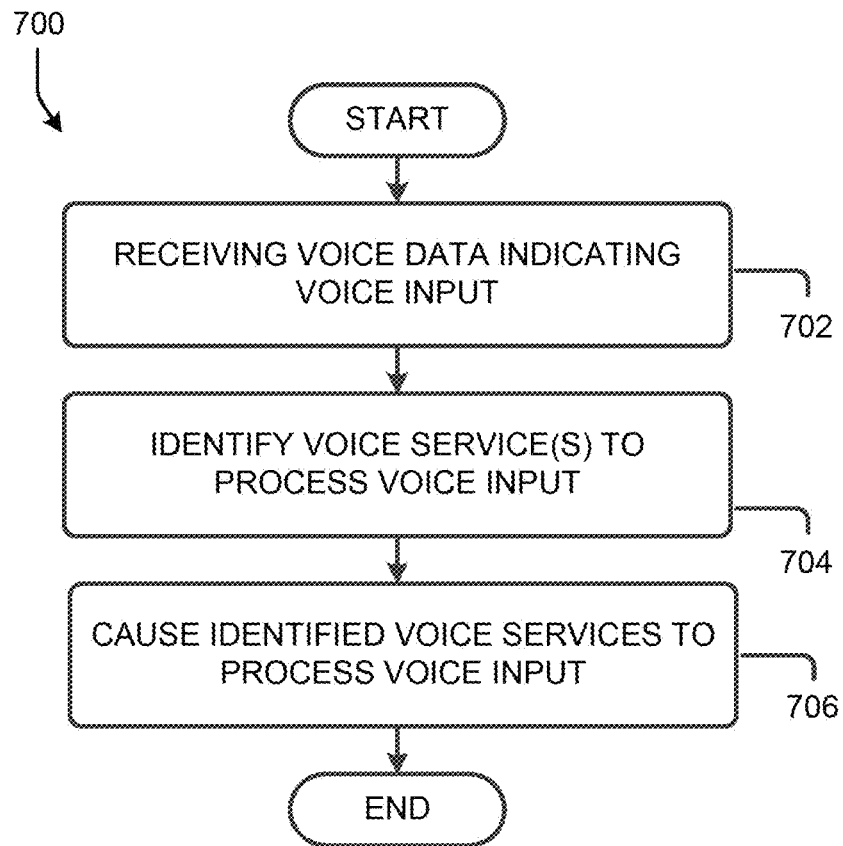 700
START
RECEIVING VOICE DATA INDICATING
VOICE INPUT
702
IDENTIFY VOICE SERVICE(S) TO
PROCESS VOICE INPUT
704
CAUSE IDENTIFIED VOICE SERVICES TO
PROCESS VOICE INPUT
706
END